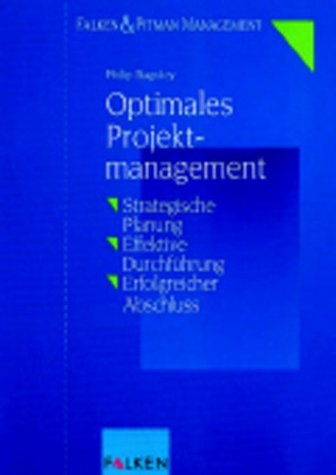 FALKEN & PITMAN MANAGEMENT
Philip Baguley
Optimales
Projekt-
management
Strategische
Planung
Effektive
Durchführung
Erfolgreicher
Abschluss
FALKEN